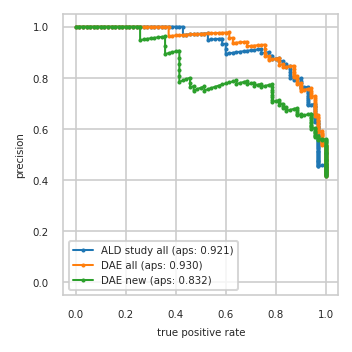 1.0
0.8
0.6
0.4
0.2
0.0
precision
ALD study all (aps: 0.921)
DAE all (aps: 0.930)
DAE new (aps: 0.832)
0.0 0.2 0.4 0.6 0.8 1.0
true positive rate